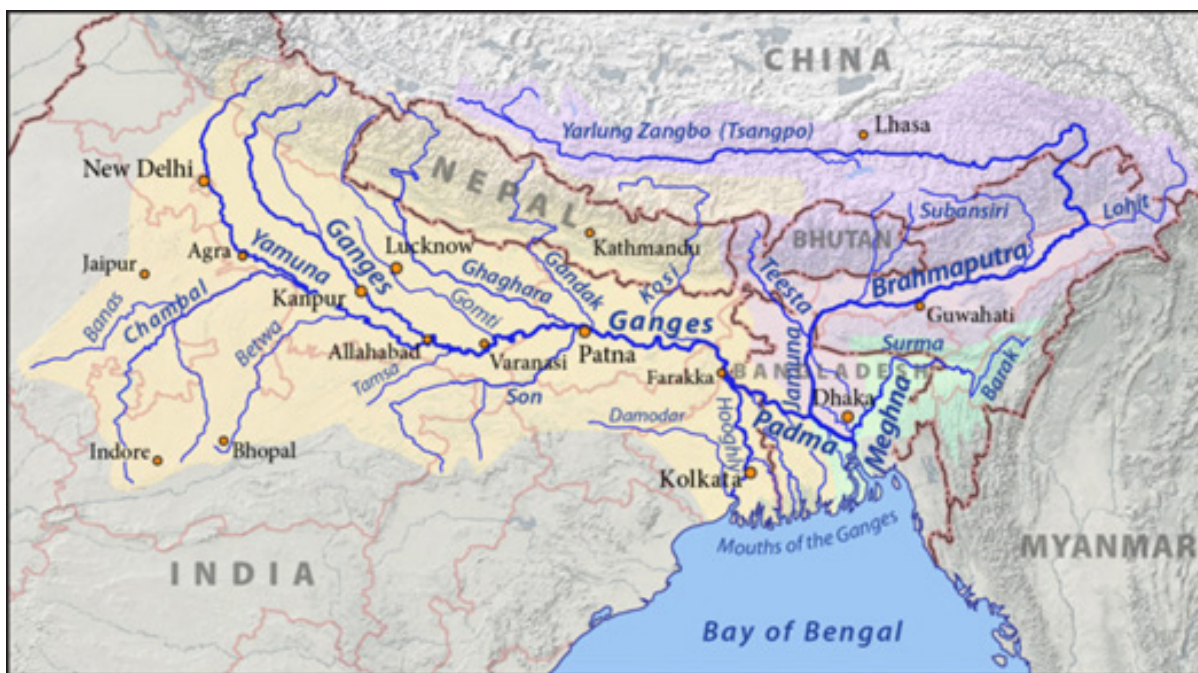 CHINA
Yarlung Zangbo (Tsangpo)
Lhasa
New Delhi
NEPAL
Subansiri
Lohit
BHUTAN
Kathmandu
Agra
Yamuna
Ganges
Lucknow
Jaipur
Ghaghara
Gandak
Kosi
Teesta
Brahmaputra
Banas
Chambal
Kanpur
Gomti
Ganges
Guwahati
Betwa
Allahabad
Varanasi
Patna
Jamuna
Surma
Tamsa
Farakka
BANGLADESH
Barak
Son
Damodar
Hooghly
Padma
Dhaka
Meghna
Indore
Bhopal
Kolkata
Mouths of the Ganges
INDIA
MYANMAR
Bay of Bengal